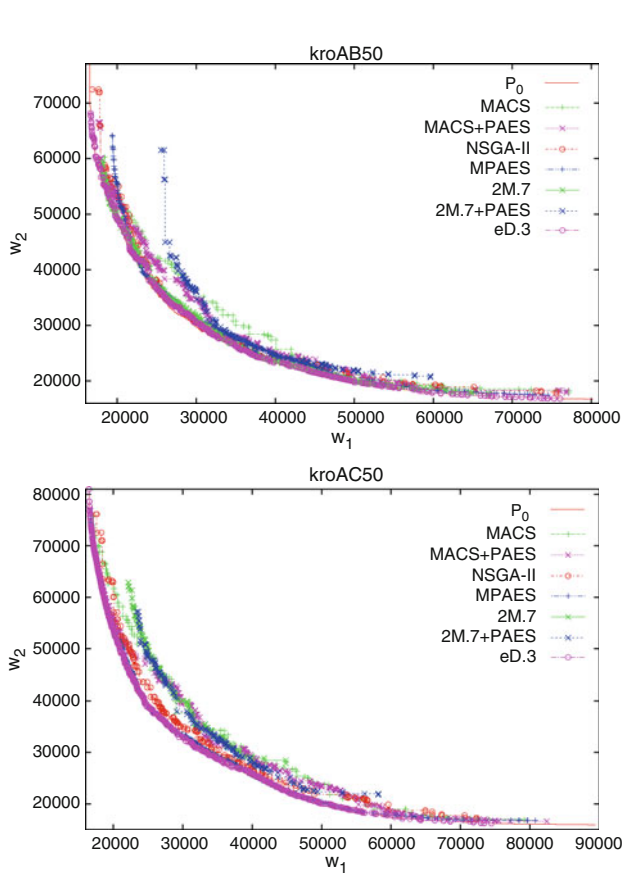 kroAB50
P0
MACS
MACS+PAES
NSGA-II
MPAES
2M.7
2M.7+PAES
eD.3
70000
60000
50000
40000
30000
20000
w2
20000 30000 40000 50000 60000 70000 80000
w1
kroAC50
P0
MACS
MACS+PAES
NSGA-II
MPAES
2M.7
2M.7+PAES
eD.3
80000
70000
60000
50000
40000
30000
20000
w2
20000 30000 40000 50000 60000 70000 80000 90000
w1